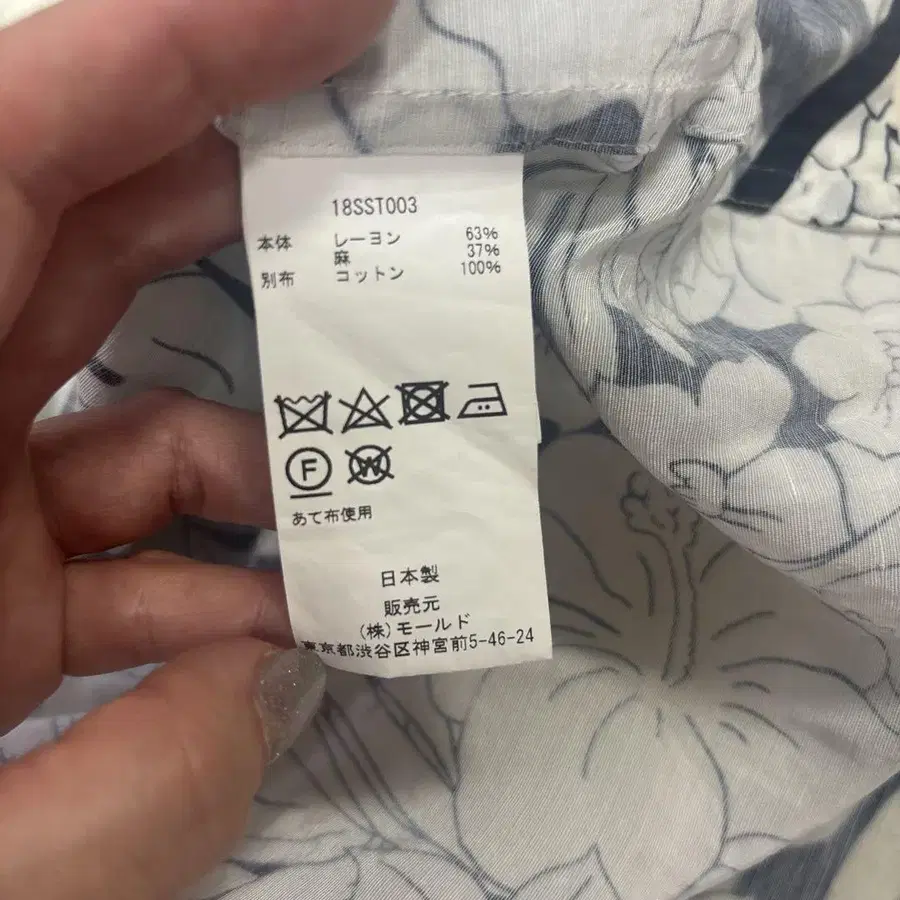 18SST003
本体 レーヨン 63%
麻 37%
別布 コットン 100%
F W
あて布使用
日本製
販売元
(株)モールド
東京都渋谷区神宮前5-46-24